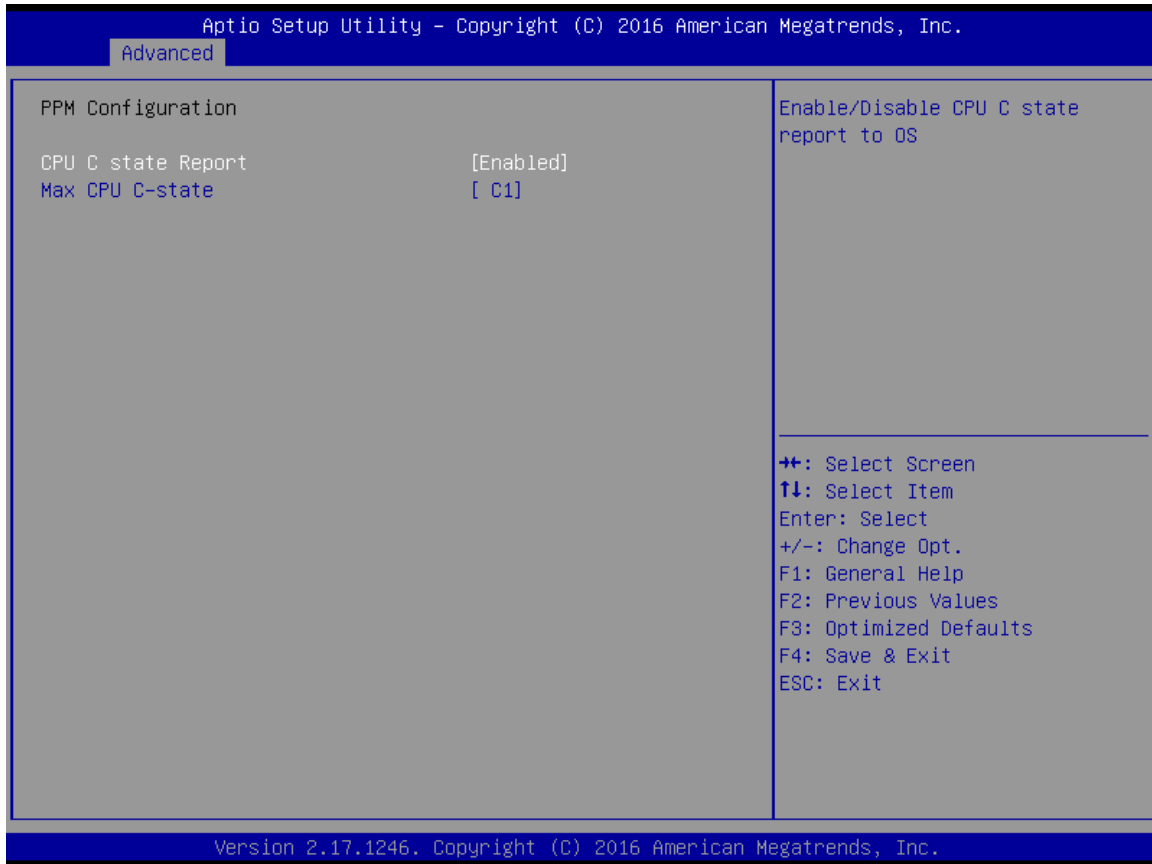 Aptio Setup Utility – Copyright (C) 2016 American Megatrends, Inc.
Advanced
PPM Configuration
CPU C state Report [Enabled]
Max CPU C-state [ C1]
Enable/Disable CPU C state
report to OS
→←: Select Screen
↑↓: Select Item
Enter: Select
+/-: Change Opt.
F1: General Help
F2: Previous Values
F3: Optimized Defaults
F4: Save & Exit
ESC: Exit
Version 2.17.1246. Copyright (C) 2016 American Megatrends, Inc.